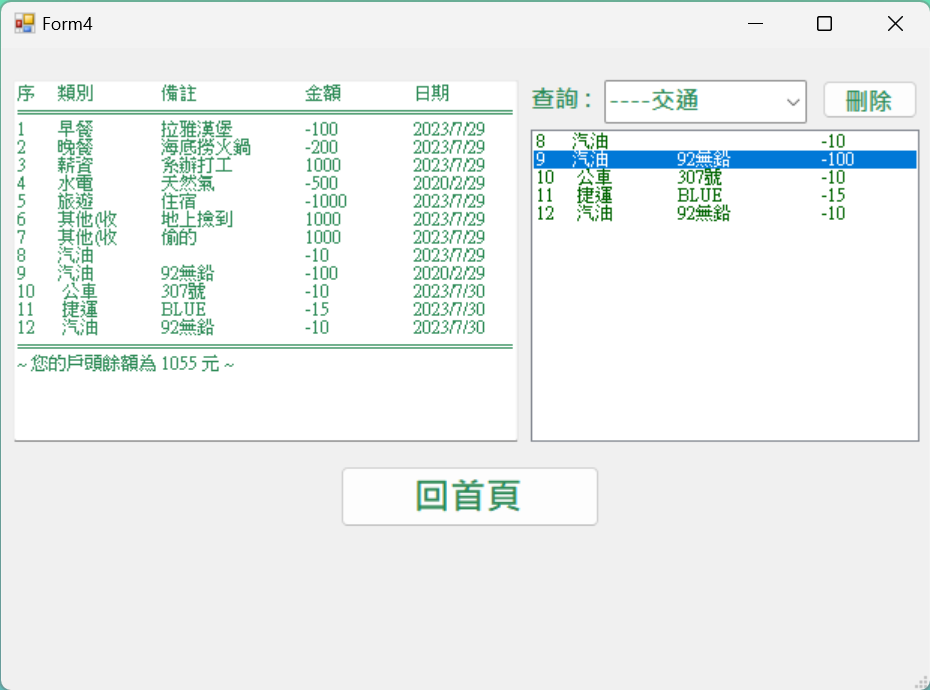 Form4
序 類別 備註 金額 日期
1 早餐 拉雅漢堡 -100 2023/7/29
2 晚餐 海底撈火鍋 -200 2023/7/29
3 薪資 系辦打工 1000 2023/7/29
4 水電 天然氣 -500 2020/2/29
5 旅遊 住宿 -1000 2023/7/29
6 其他(收 地上撿到 1000 2023/7/29
7 其他(收 偷的 1000 2023/7/29
8 汽油 -10 2023/7/29
9 汽油 92無鉛 -100 2020/2/29
10 公車 307號 -10 2023/7/30
11 捷運 BLUE -15 2023/7/30
12 汽油 92無鉛 -10 2023/7/30
~ 您的戶頭餘額為 1055 元 ~
查詢： ----交通 刪除
8 汽油 -10
9 汽油 92無鉛 -100
10 公車 307號 -10
11 捷運 BLUE -15
12 汽油 92無鉛 -10
回首頁